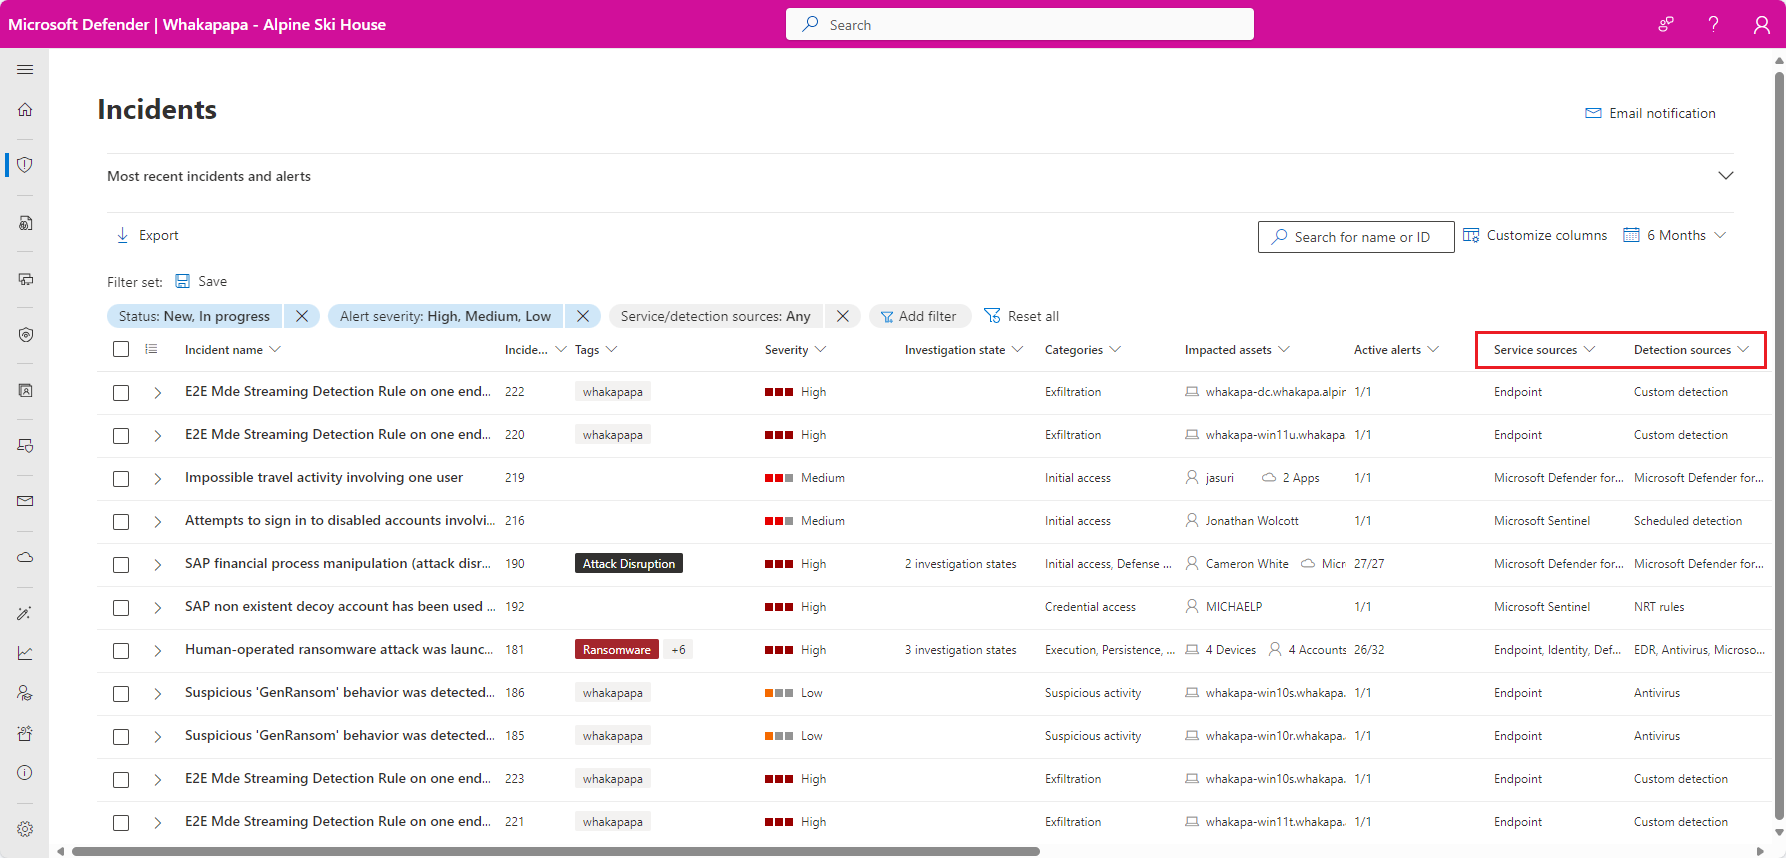 Microsoft Defender | Whakapapa - Alpine Ski House
Search
Incidents
Email notification
Most recent incidents and alerts
Export
Search for name or ID
Customize columns
6 Months
Filter set:
Save
Status: New, In progress
Alert severity: High, Medium, Low
Service/detection sources: Any
Add filter
Reset all
Incident name Incide... Tags Severity Investigation state Categories Impacted assets Active alerts Service sources Detection sources
E2E Mde Streaming Detection Rule on one end... 222 whakapapa High Exfiltration whakapa-dc.whakapa.alpin 1/1 Endpoint Custom detection
E2E Mde Streaming Detection Rule on one end... 220 whakapapa High Exfiltration whakapa-win11u.whakapa. 1/1 Endpoint Custom detection
Impossible travel activity involving one user 219 Medium Initial access jasuri 2 Apps 1/1 Microsoft Defender for... Microsoft Defender for...
Attempts to sign in to disabled accounts involvi... 216 Medium Initial access Jonathan Wolcott 1/1 Microsoft Sentinel Scheduled detection
SAP financial process manipulation (attack disr... 190 Attack Disruption High 2 investigation states Initial access, Defense ... Cameron White Micr 27/27 Microsoft Defender for... Microsoft Defender for...
SAP non existent decoy account has been used ... 192 High Credential access MICHAELP 1/1 Microsoft Sentinel NRT rules
Human-operated ransomware attack was launc... 181 Ransomware +6 High 3 investigation states Execution, Persistence, ... 4 Devices 4 Accounts 26/32 Endpoint, Identity, Def... EDR, Antivirus, Microso...
Suspicious 'GenRansom' behavior was detected... 186 whakapapa Low Suspicious activity whakapa-win10s.whakapa. 1/1 Endpoint Antivirus
Suspicious 'GenRansom' behavior was detected... 185 whakapapa Low Suspicious activity whakapa-win10r.whakapa. 1/1 Endpoint Antivirus
E2E Mde Streaming Detection Rule on one end... 223 whakapapa High Exfiltration whakapa-win10s.whakapa. 1/1 Endpoint Custom detection
E2E Mde Streaming Detection Rule on one end... 221 whakapapa High Exfiltration whakapa-win11t.whakapa. 1/1 Endpoint Custom detection